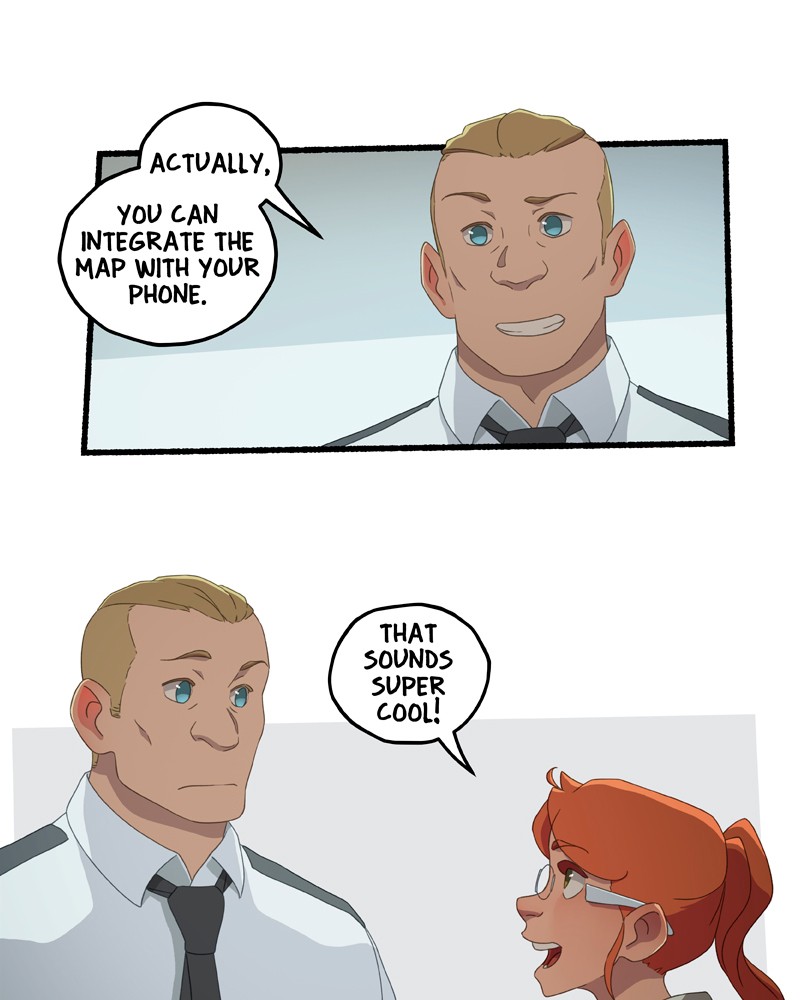 ACTUALLY,
YOU CAN
INTEGRATE THE
MAP WITH YOUR
PHONE.
THAT
SOUNDS
SUPER
COOL!